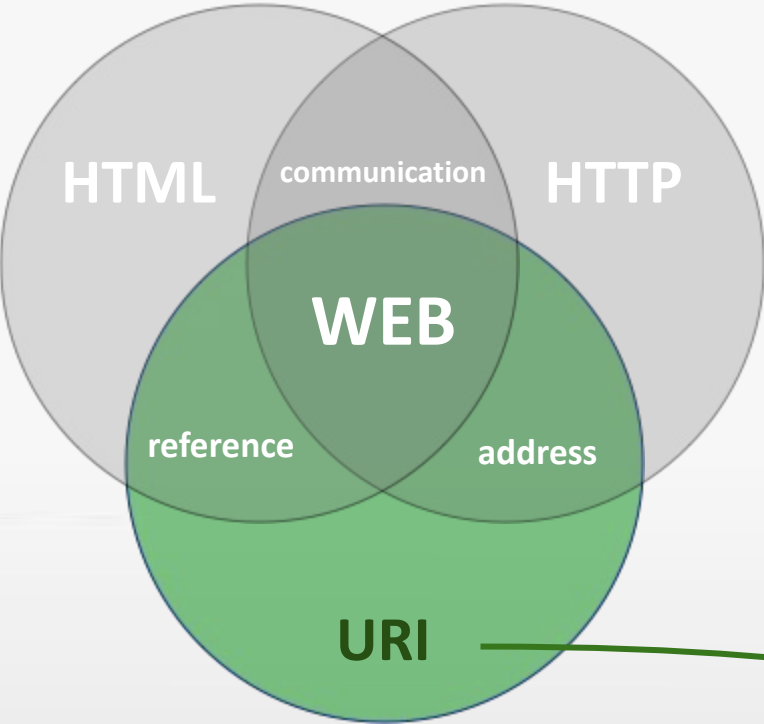 HTML
communication
HTTP
WEB
reference
address
URI